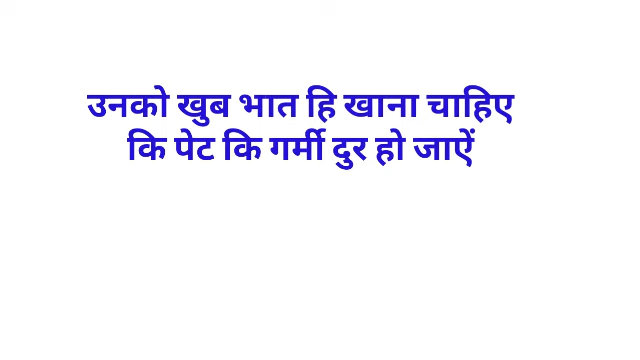 उनको खुब भात हि खाना चाहिए
कि पेट कि गर्मी दुर हो जाऐं